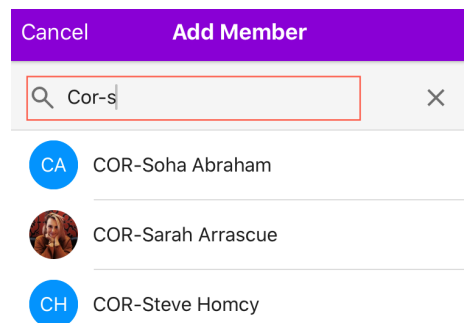 Cancel Add Member
Cor-s
CA COR-Soha Abraham
COR-Sarah Arrascue
CH COR-Steve Homcy